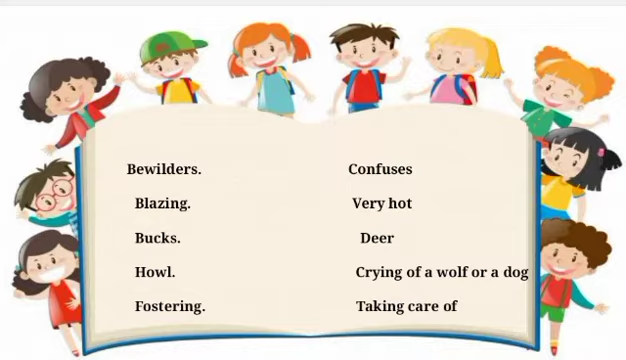 Bewilders. Confuses
Blazing. Very hot
Bucks. Deer
Howl. Crying of a wolf or a dog
Fostering. Taking care of